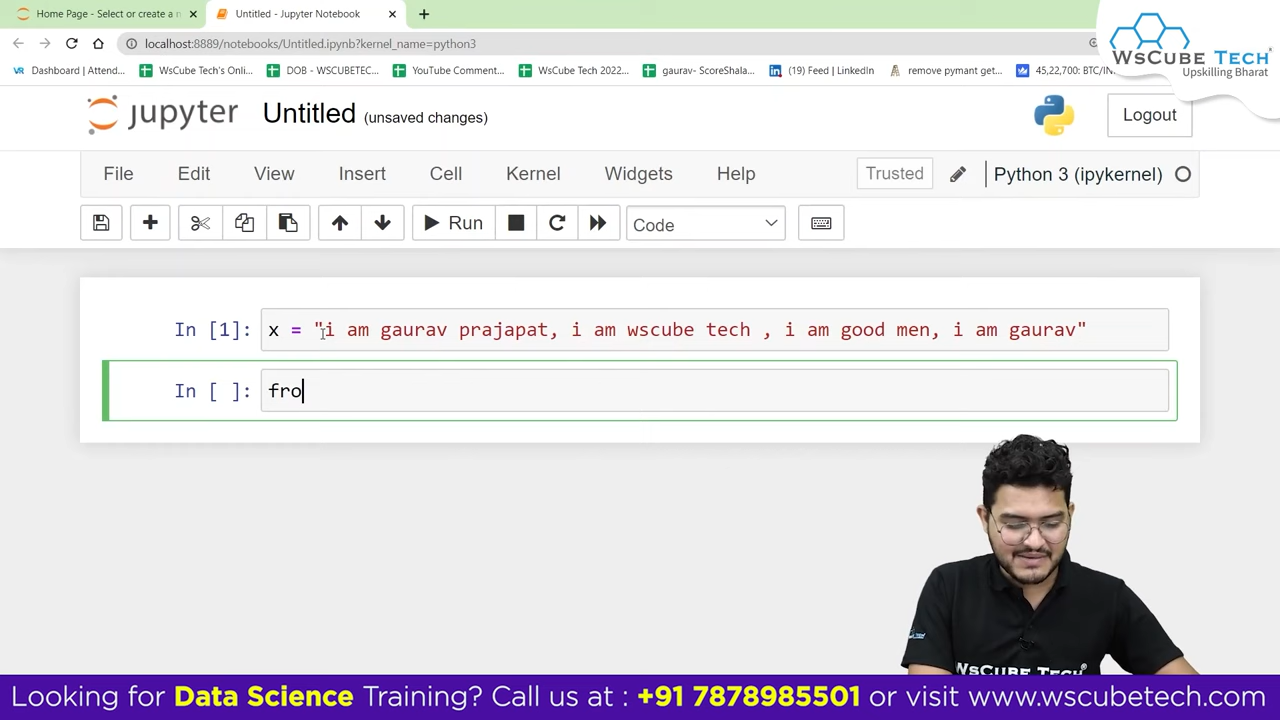 Home Page - Select or create a n
Untitled - Jupyter Notebook
localhost:8889/notebooks/Untitled.ipynb?kernel_name=python3
Dashboard | Attend...
WsCube Tech's Onli...
DOB - WSCUBETEC...
YouTube Comment...
WsCube Tech 2022...
gaurav- ScoreShala...
(19) Feed | LinkedIn
remove pymant get...
45,22,700: BTC/IN
WsCube Tech
Upskilling Bharat
jupyter Untitled (unsaved changes)
Logout
File Edit View Insert Cell Kernel Widgets Help
Trusted
Python 3 (ipykernel)
Run
Code
In [1]: x = "i am gaurav prajapat, i am wscube tech , i am good men, i am gaurav"
In [ ]: fro
WsCube Tech
Looking for Data Science Training? Call us at : +91 7878985501 or visit www.wscubetech.com